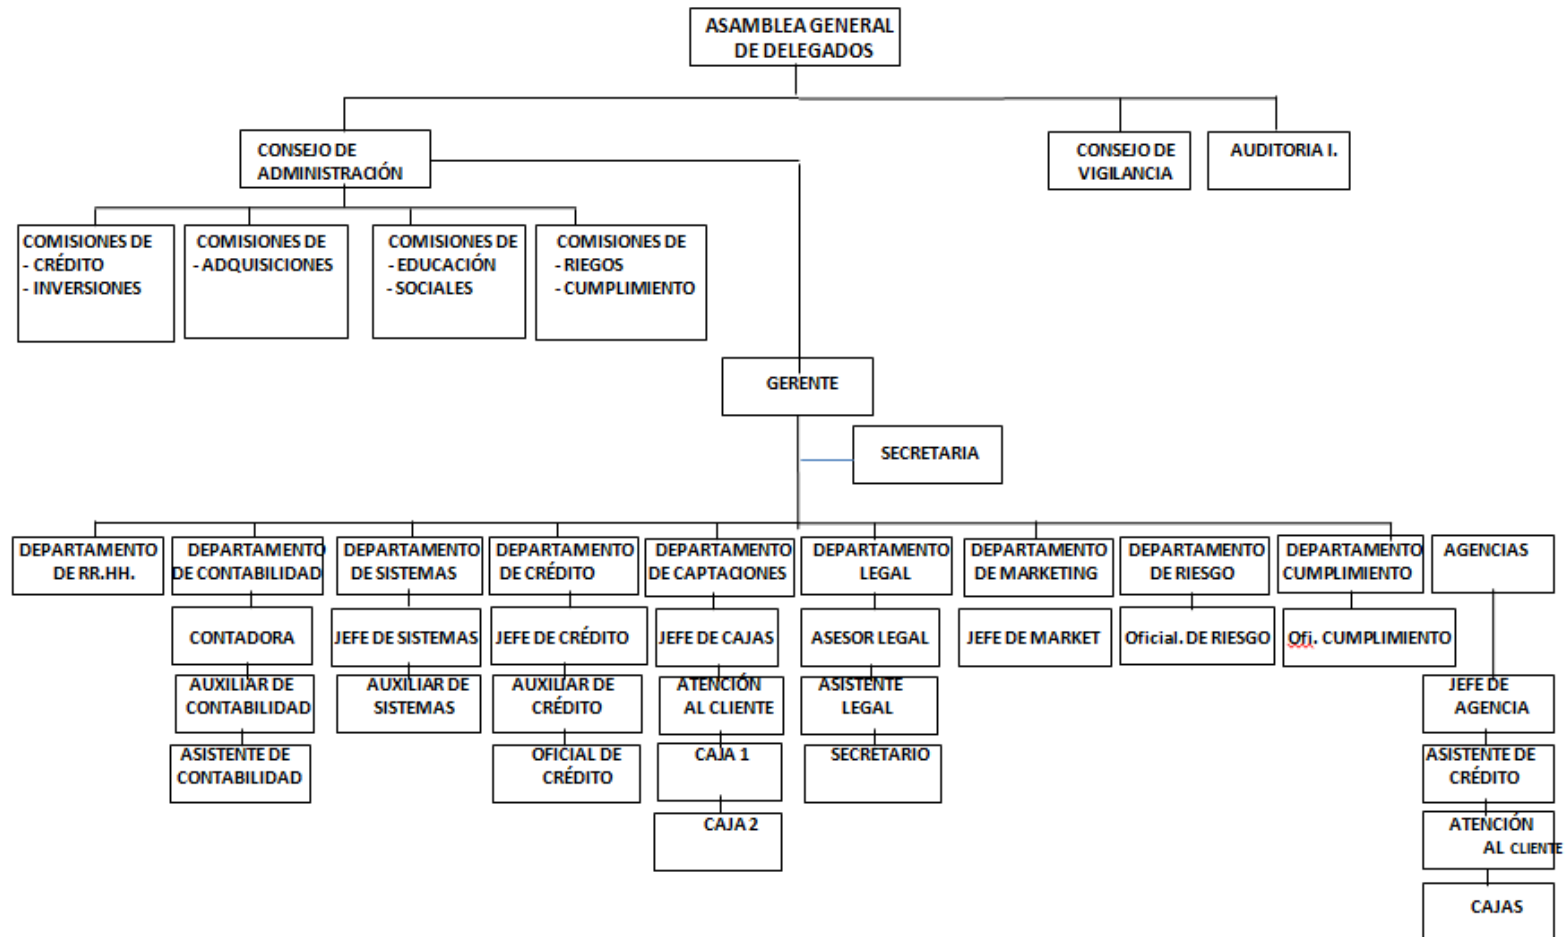 ASAMBLEA GENERAL
DE DELEGADOS
CONSEJO DE
ADMINISTRACIÓN
CONSEJO DE
VIGILANCIA
AUDITORIA I.
COMISIONES DE
- CRÉDITO
- INVERSIONES
COMISIONES DE
- ADQUISICIONES
COMISIONES DE
- EDUCACIÓN
- SOCIALES
COMISIONES DE
- RIEGOS
- CUMPLIMIENTO
GERENTE
SECRETARIA
DEPARTAMENTO
DE RR.HH.
DEPARTAMENTO
DE CONTABILIDAD
DEPARTAMENTO
DE SISTEMAS
DEPARTAMENTO
DE CRÉDITO
DEPARTAMENTO
DE CAPTACIONES
DEPARTAMENTO
LEGAL
DEPARTAMENTO
DE MARKETING
DEPARTAMENTO
DE RIESGO
DEPARTAMENTO
CUMPLIMIENTO
AGENCIAS
CONTADORA
JEFE DE SISTEMAS
JEFE DE CRÉDITO
JEFE DE CAJAS
ASESOR LEGAL
JEFE DE MARKET
Oficial. DE RIESGO
Ofi. CUMPLIMIENTO
AUXILIAR DE
CONTABILIDAD
AUXILIAR DE
SISTEMAS
AUXILIAR DE
CRÉDITO
ATENCIÓN
AL CLIENTE
ASISTENTE
LEGAL
JEFE DE
AGENCIA
ASISTENTE DE
CONTABILIDAD
OFICIAL DE
CRÉDITO
CAJA 1
SECRETARIO
ASISTENTE DE
CRÉDITO
CAJA 2
ATENCIÓN
AL CLIENTE
CAJAS